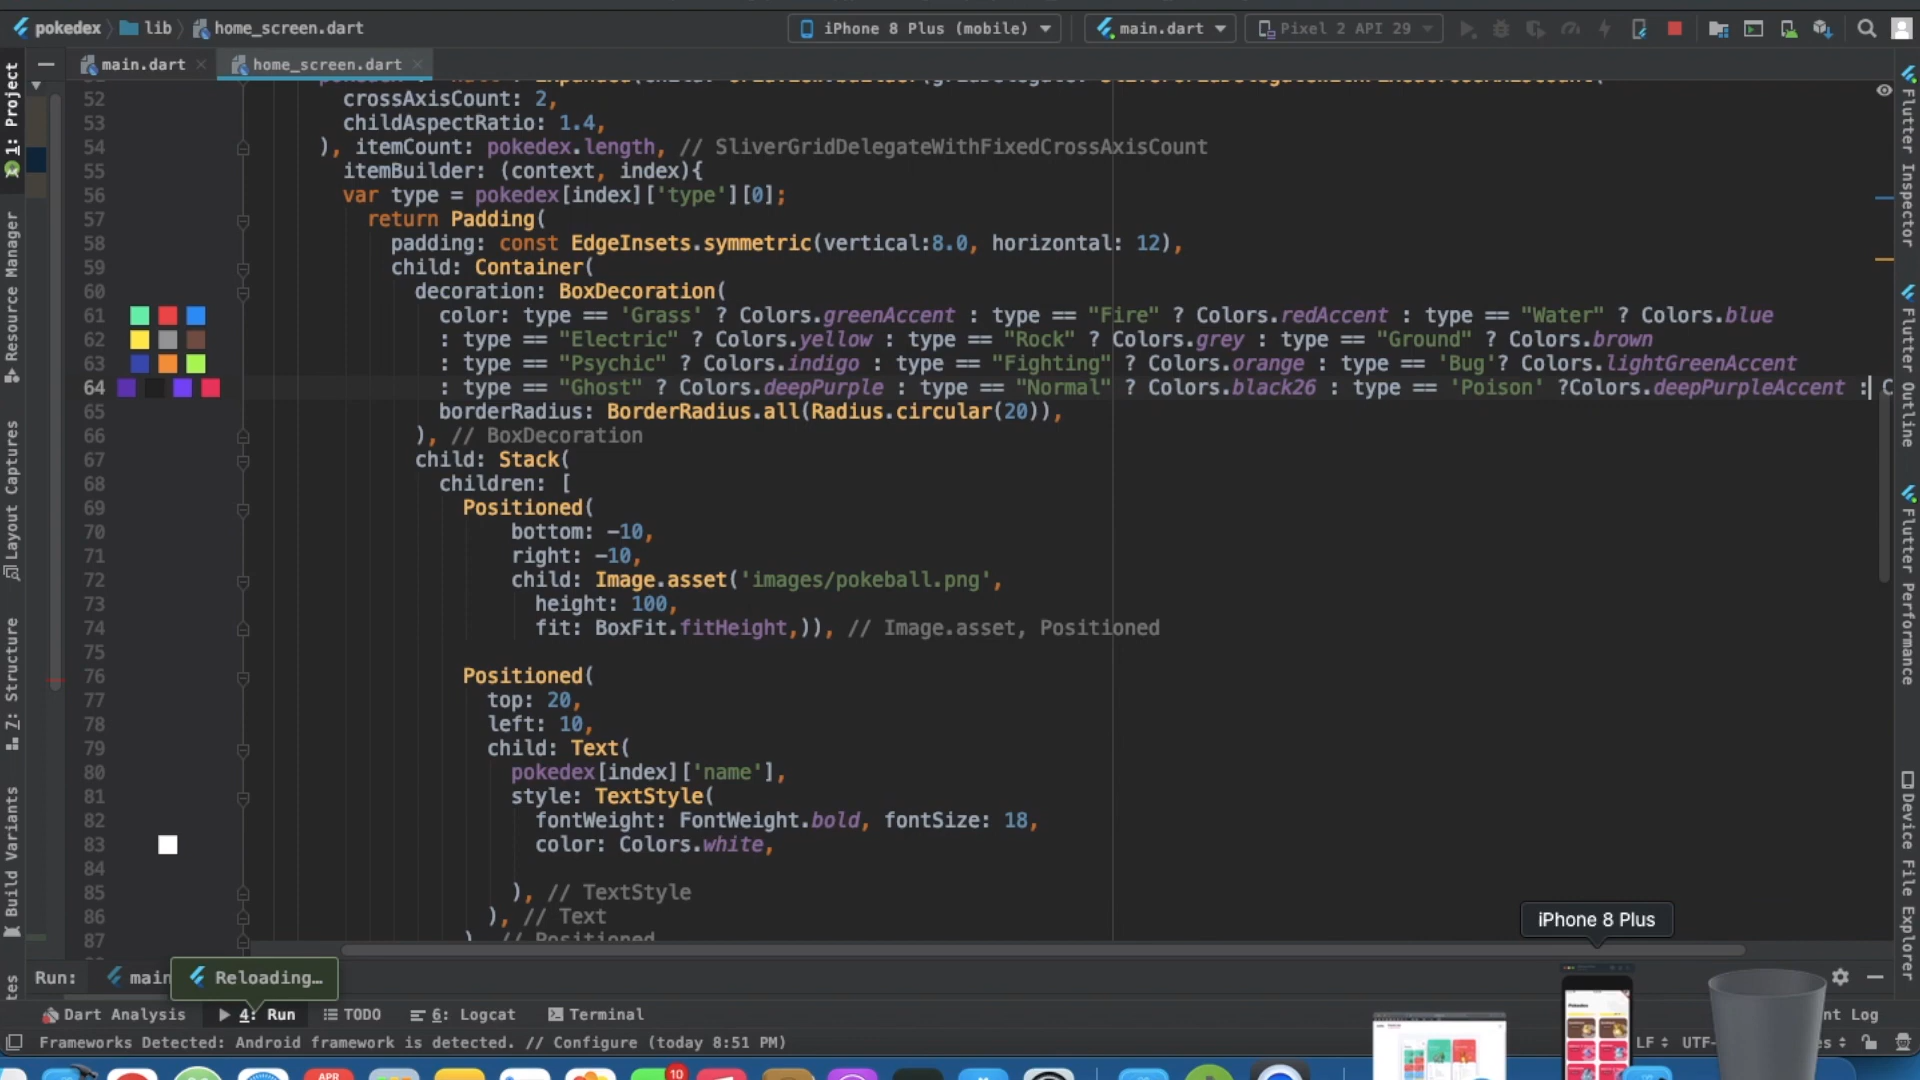 pokedex lib home_screen.dart iPhone 8 Plus (mobile) main.dart Pixel 2 API 29
main.dart home_screen.dart
52 crossAxisCount: 2,
53 childAspectRatio: 1.4,
54 ), itemCount: pokedex.length, // SliverGridDelegateWithFixedCrossAxisCount
55 itemBuilder: (context, index){
56 var type = pokedex[index]['type'][0];
57 return Padding(
58 padding: const EdgeInsets.symmetric(vertical:8.0, horizontal: 12),
59 child: Container(
60 decoration: BoxDecoration(
61 color: type == 'Grass' ? Colors.greenAccent : type == "Fire" ? Colors.redAccent : type == "Water" ? Colors.blue
62 : type == "Electric" ? Colors.yellow : type == "Rock" ? Colors.grey : type == "Ground" ? Colors.brown
63 : type == "Psychic" ? Colors.indigo : type == "Fighting" ? Colors.orange : type == 'Bug'? Colors.lightGreenAccent
64 : type == "Ghost" ? Colors.deepPurple : type == "Normal" ? Colors.black26 : type == 'Poison' ?Colors.deepPurpleAccent : C
65 borderRadius: BorderRadius.all(Radius.circular(20)),
66 ), // BoxDecoration
67 child: Stack(
68 children: [
69 Positioned(
70 bottom: -10,
71 right: -10,
72 child: Image.asset('images/pokeball.png',
73 height: 100,
74 fit: BoxFit.fitHeight,)), // Image.asset, Positioned
75
76 Positioned(
77 top: 20,
78 left: 10,
79 child: Text(
80 pokedex[index]['name'],
81 style: TextStyle(
82 fontWeight: FontWeight.bold, fontSize: 18,
83 color: Colors.white,
84
85 ), // TextStyle
86 ), // Text
87 ), // Positioned
1: Project
Resource Manager
Layout Captures
7: Structure
Build Variants
Flutter Inspector
Flutter Outline
Flutter Performance
Device File Explorer
iPhone 8 Plus
Run: main Reloading...
Dart Analysis 4: Run TODO 6: Logcat Terminal nt Log
Frameworks Detected: Android framework is detected. // Configure (today 8:51 PM) LF UTF-
APR 10
Pokedex